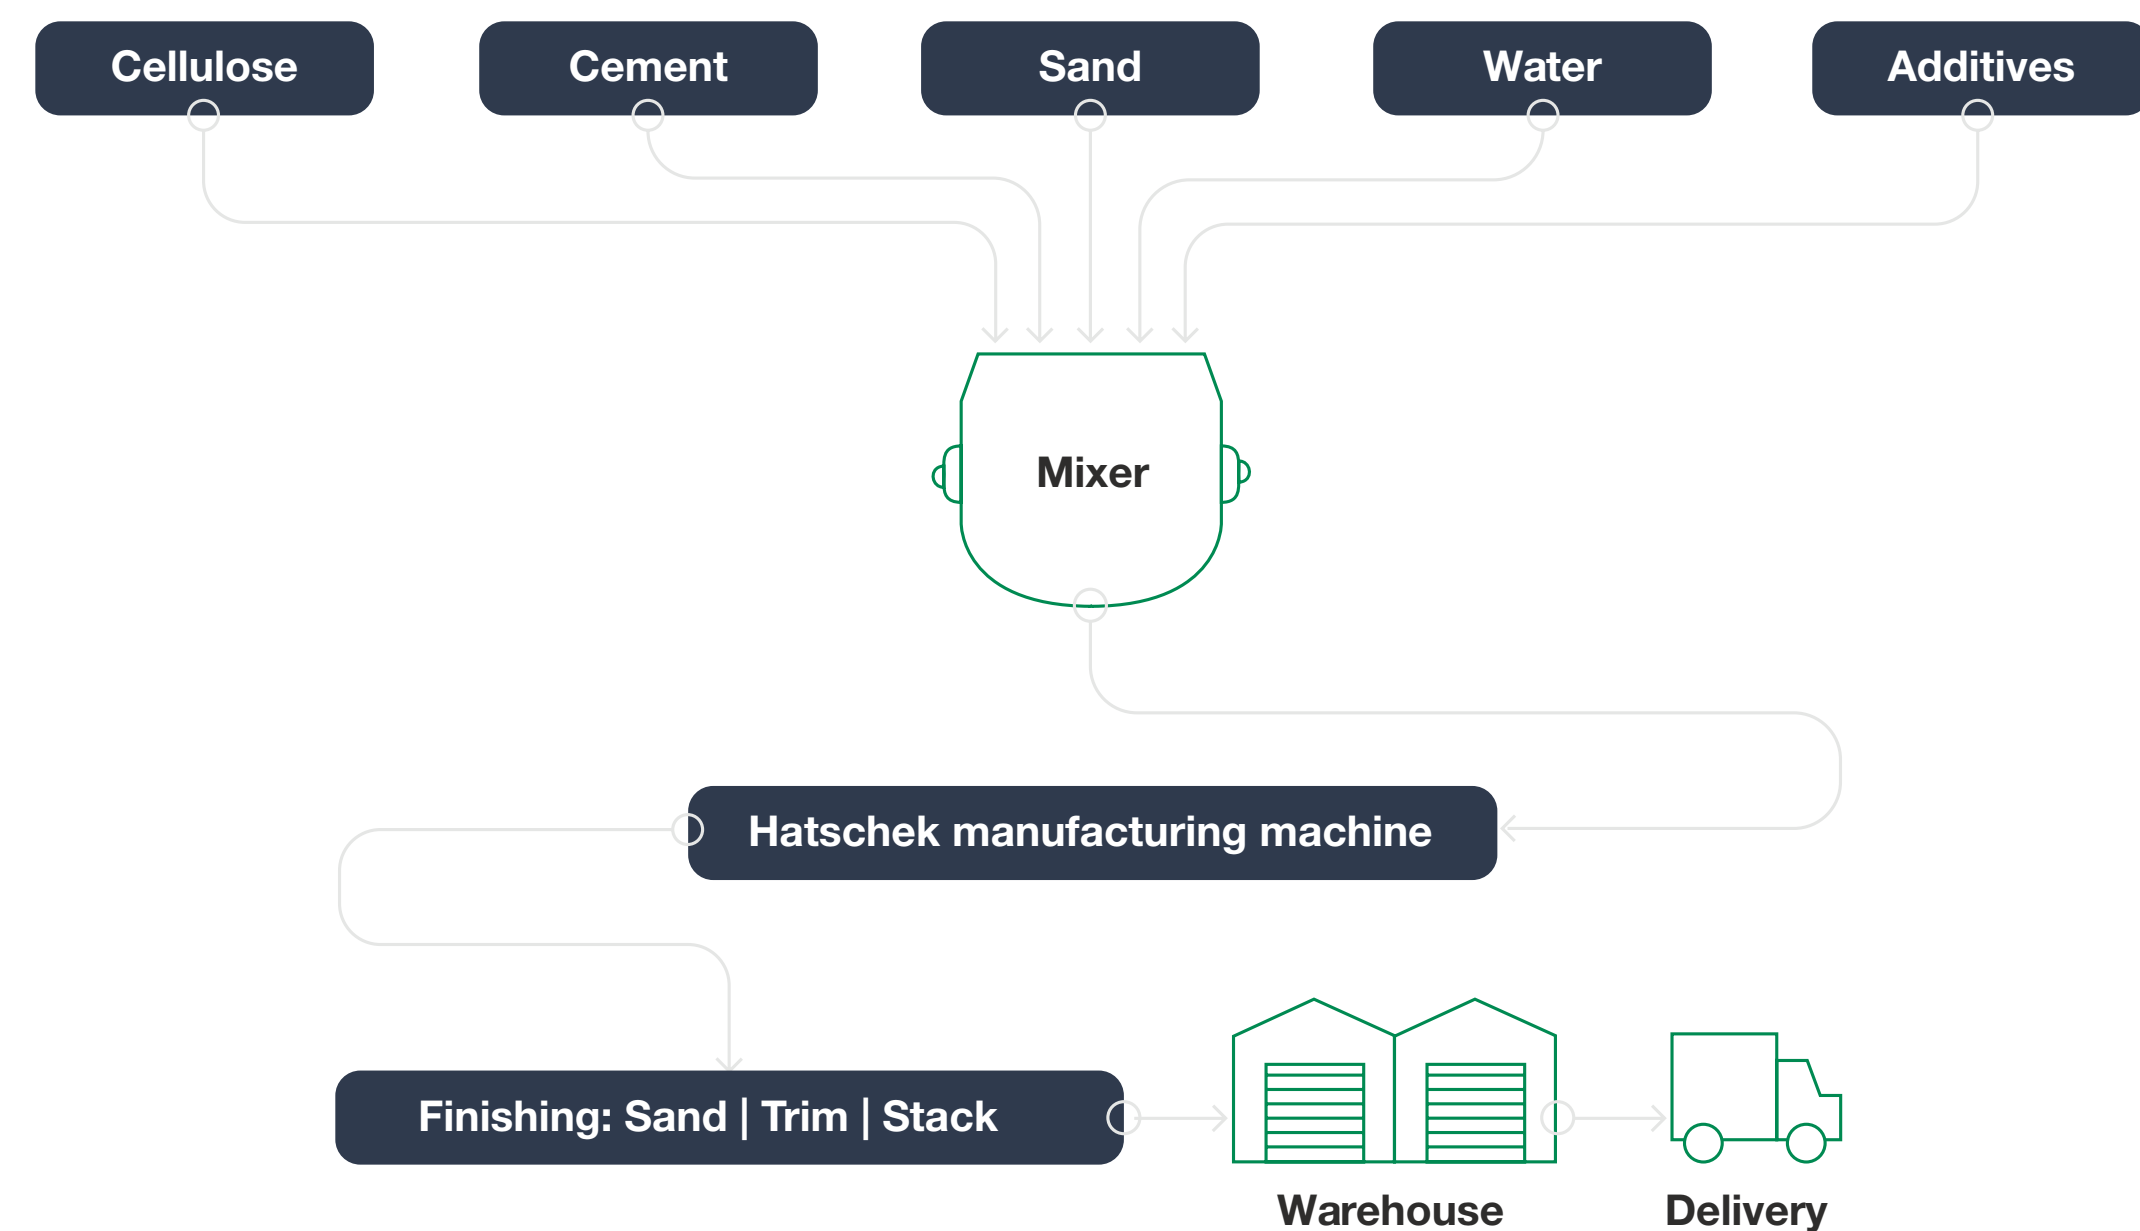 Cellulose
Cement
Sand
Water
Additives
Mixer
Hatschek manufacturing machine
Finishing: Sand | Trim | Stack
Warehouse
Delivery